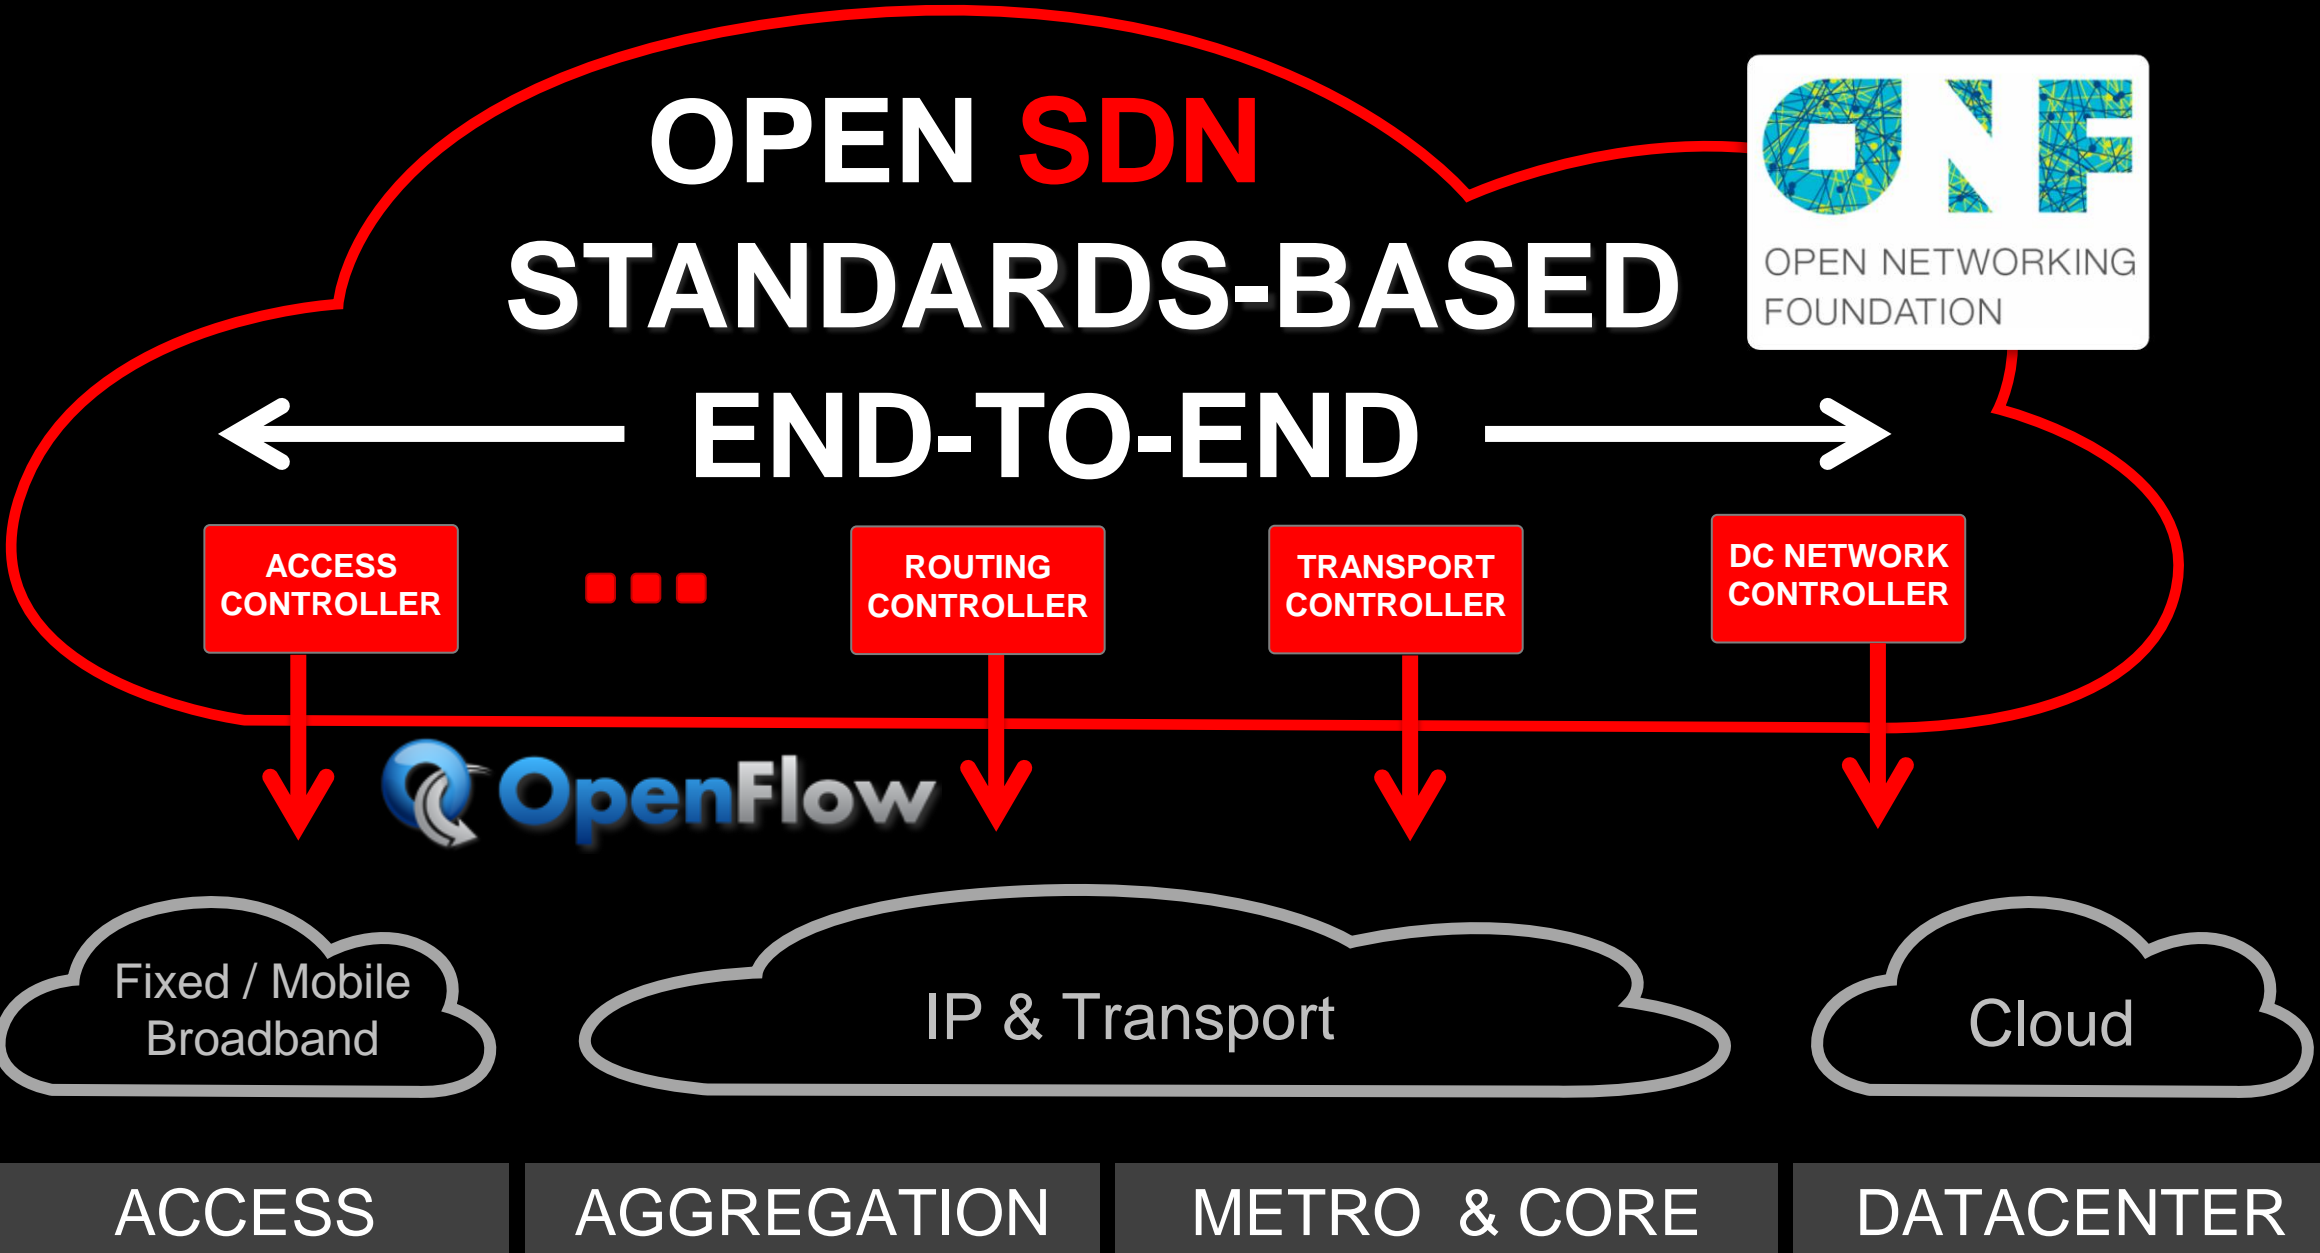 OPEN SDN
STANDARDS-BASED
END-TO-END
ONF
OPEN NETWORKING
FOUNDATION
ACCESS
CONTROLLER
ROUTING
CONTROLLER
TRANSPORT
CONTROLLER
DC NETWORK
CONTROLLER
OpenFlow
Fixed / Mobile
Broadband
IP & Transport
Cloud
ACCESS
AGGREGATION
METRO & CORE
DATACENTER